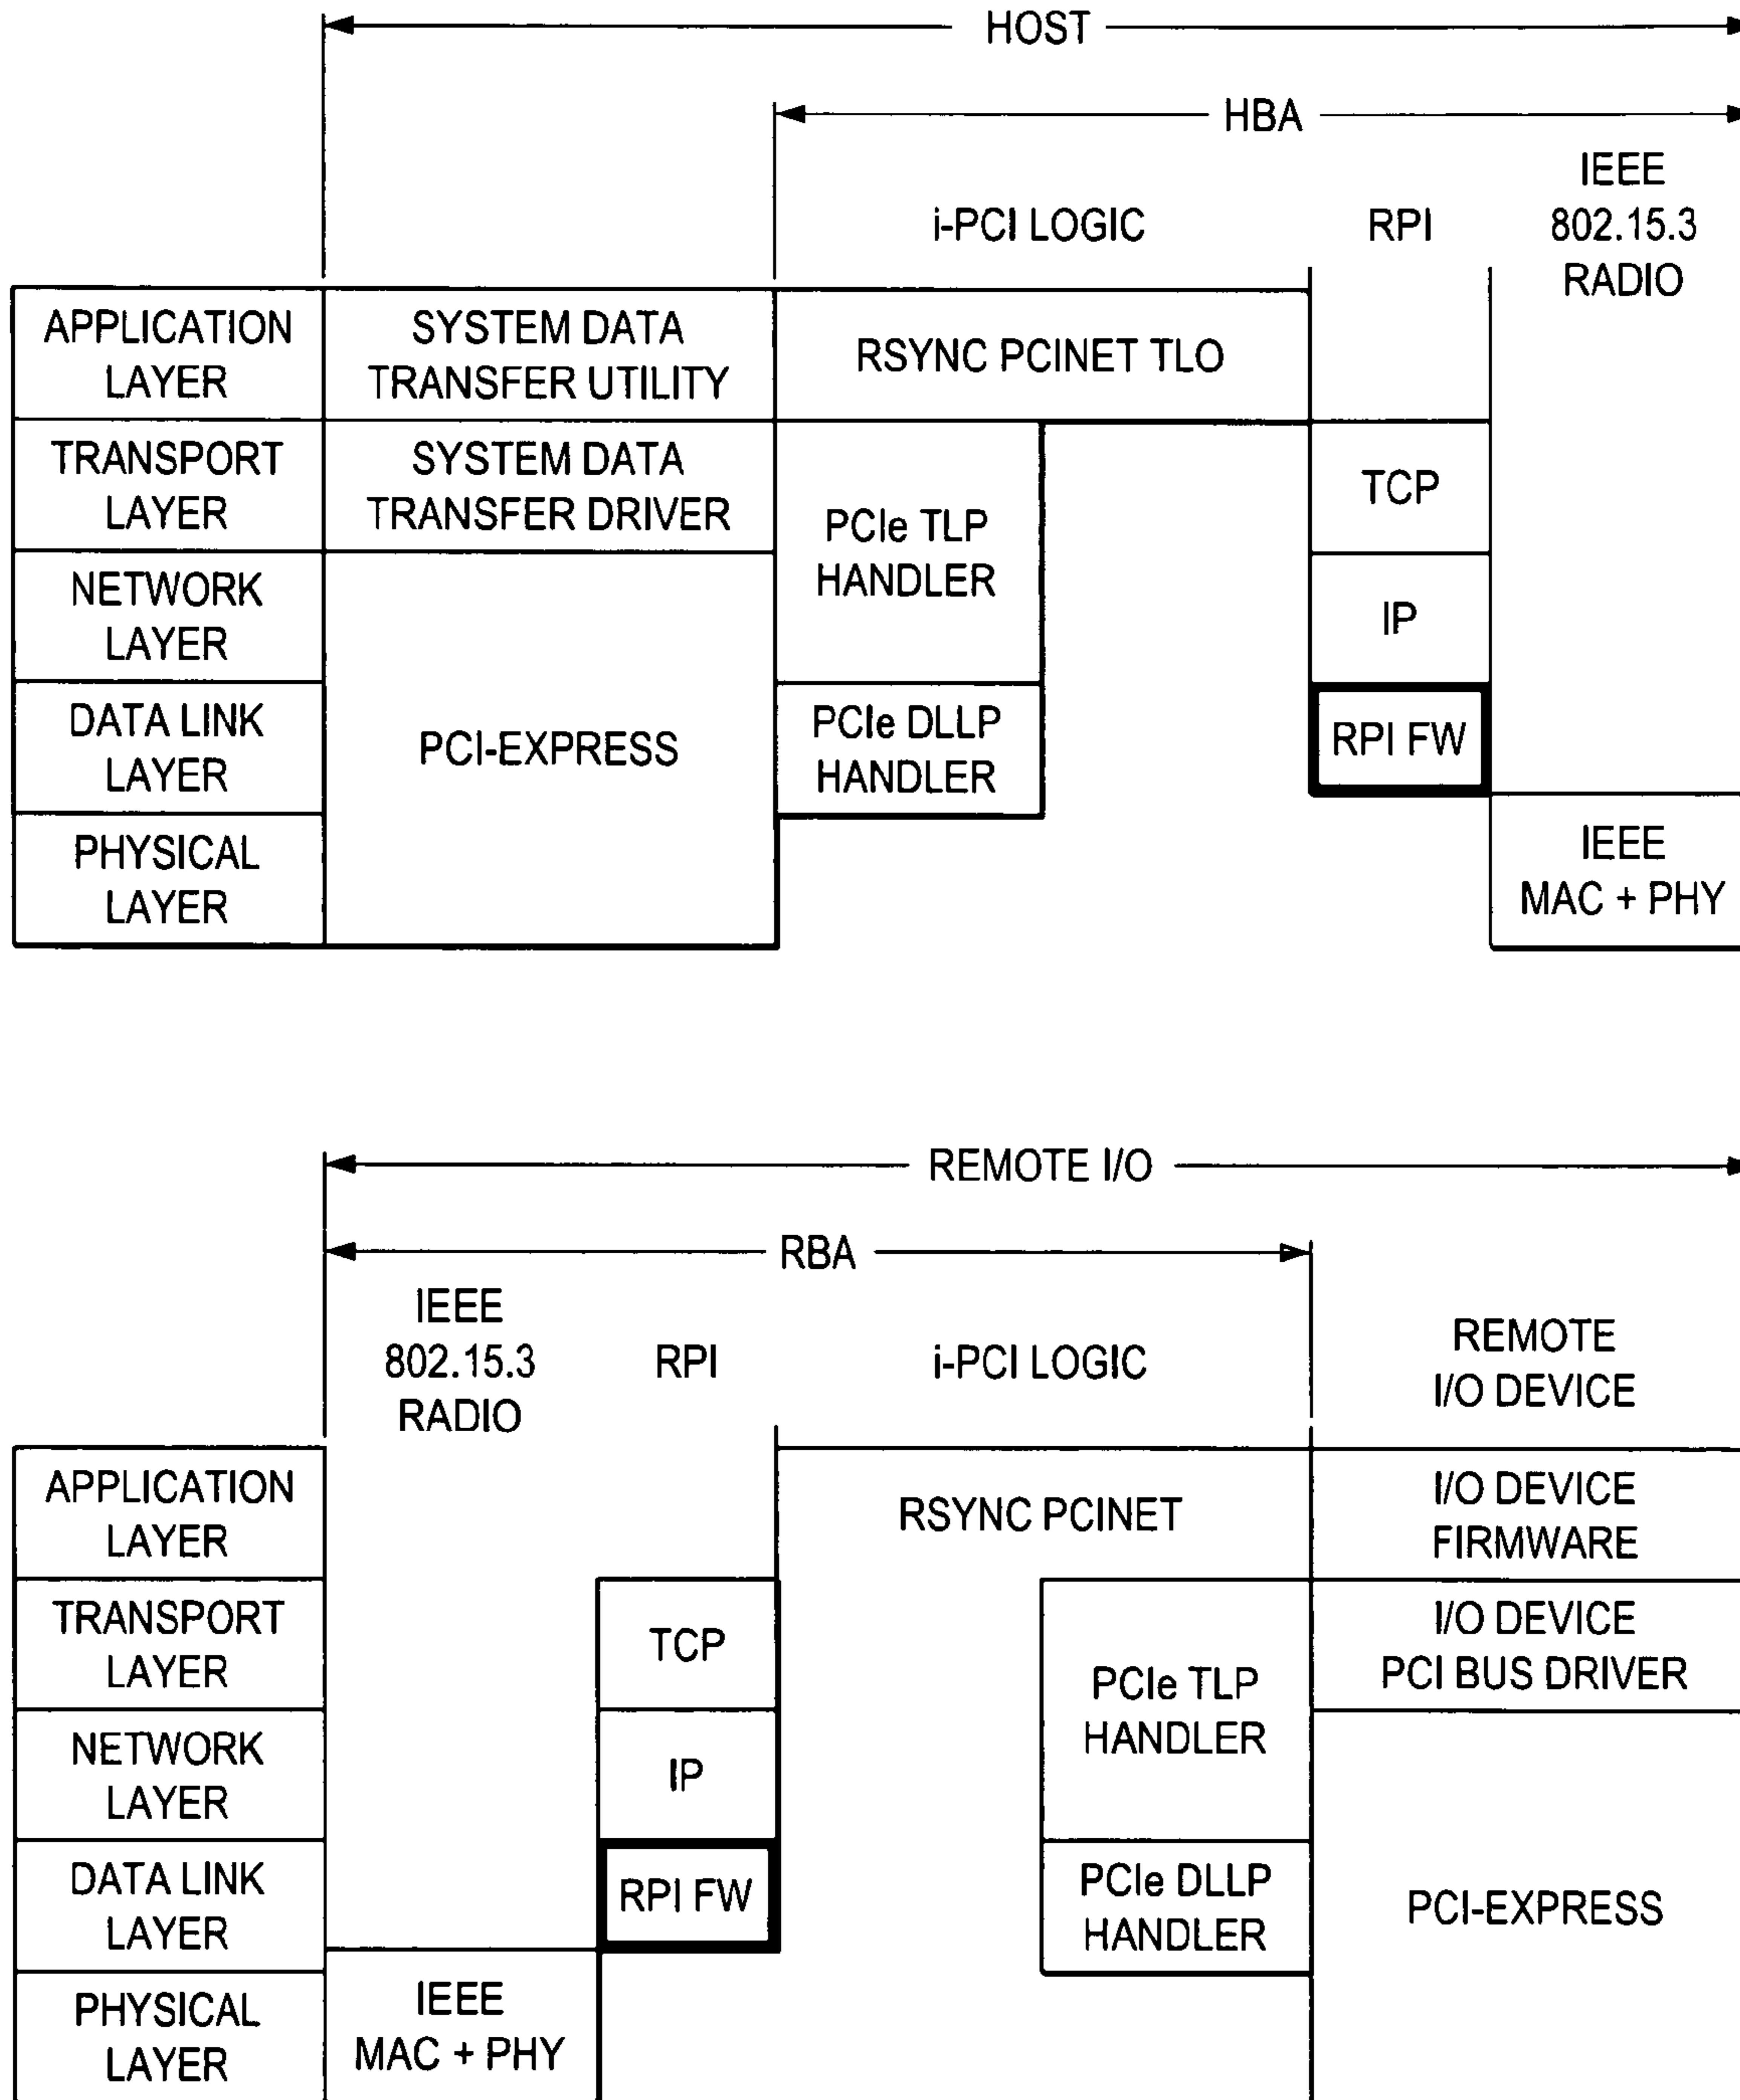 HOST
HBA
i-PCI LOGIC
RPI
IEEE
802.15.3
RADIO
APPLICATION
LAYER
SYSTEM DATA
TRANSFER UTILITY
RSYNC PCINET TLO
TRANSPORT
LAYER
SYSTEM DATA
TRANSFER DRIVER
PCIe TLP
HANDLER
TCP
NETWORK
LAYER
IP
DATA LINK
LAYER
PCI-EXPRESS
PCIe DLLP
HANDLER
RPI FW
PHYSICAL
LAYER
IEEE
MAC + PHY
REMOTE I/O
RBA
IEEE
802.15.3
RADIO
RPI
i-PCI LOGIC
REMOTE
I/O DEVICE
APPLICATION
LAYER
RSYNC PCINET
I/O DEVICE
FIRMWARE
TRANSPORT
LAYER
TCP
PCIe TLP
HANDLER
I/O DEVICE
PCI BUS DRIVER
NETWORK
LAYER
IP
DATA LINK
LAYER
RPI FW
PCIe DLLP
HANDLER
PCI-EXPRESS
PHYSICAL
LAYER
IEEE
MAC + PHY